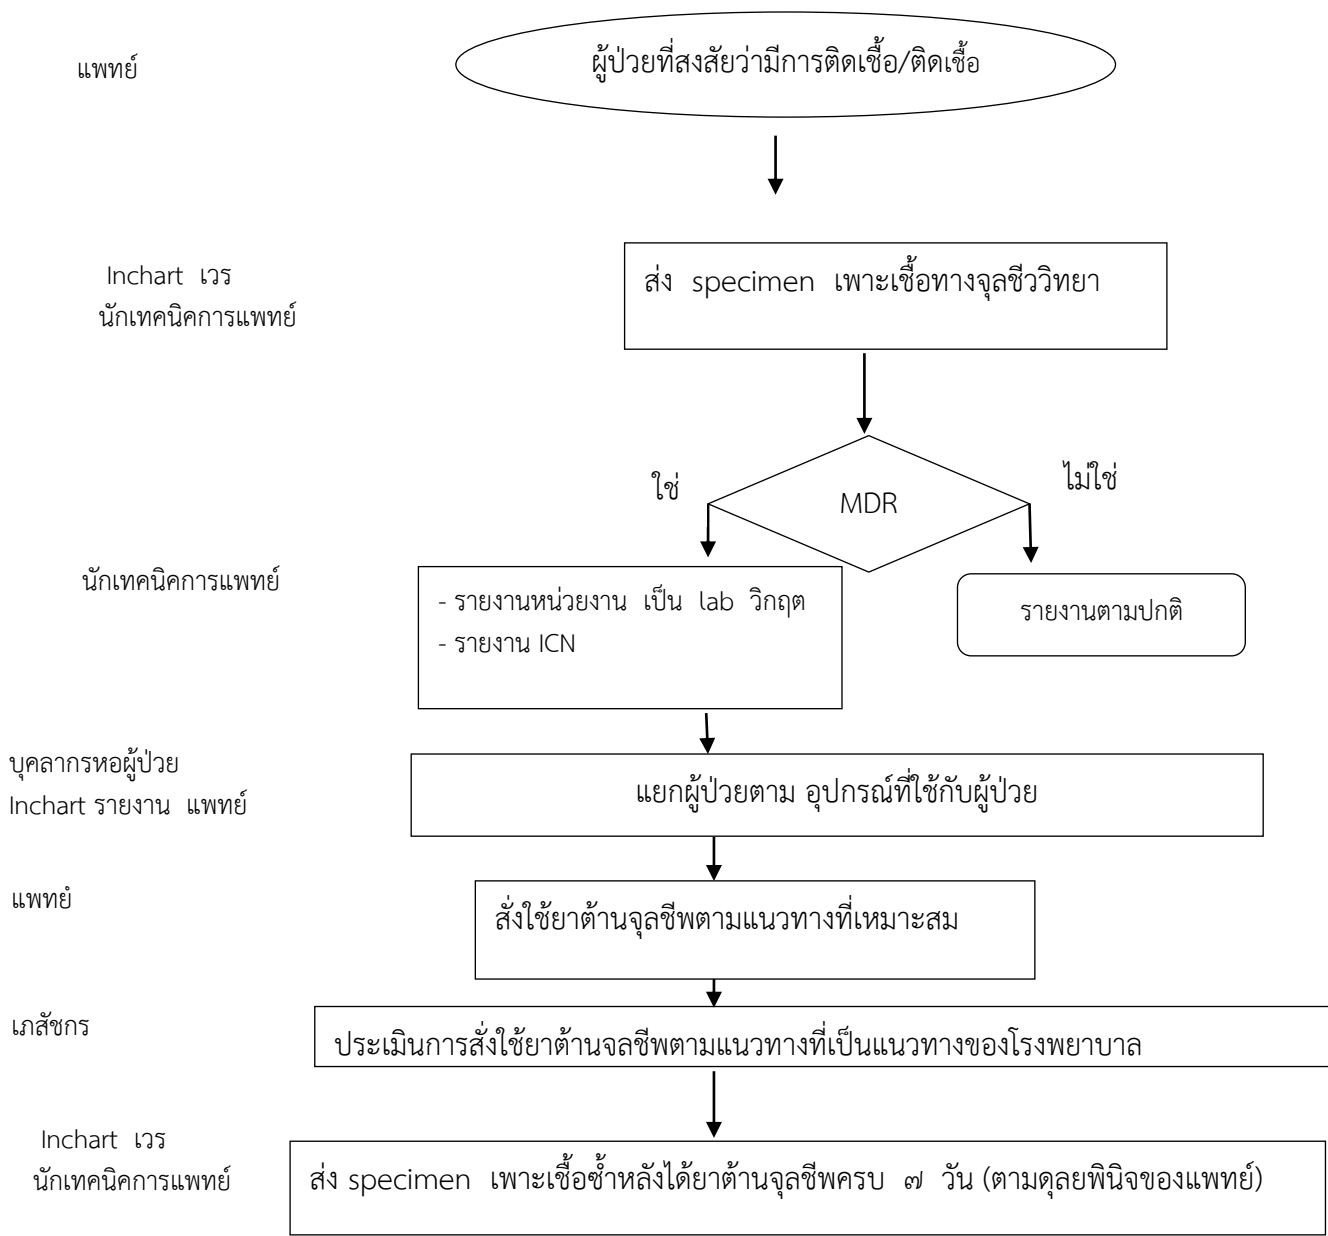 แพทย์
ผู้ป่วยที่สงสัยว่ามีการติดเชื้อ/ติดเชื้อ
Inchart เวร
นักเทคนิคการแพทย์
ส่ง specimen เพาะเชื้อทางจุลชีววิทยา
ใช่
MDR
ไม่ใช่
นักเทคนิคการแพทย์
- รายงานหน่วยงาน เป็น lab วิกฤต
- รายงาน ICN
รายงานตามปกติ
บุคลากรหอผู้ป่วย
Inchart รายงาน แพทย์
แยกผู้ป่วยตาม อุปกรณ์ที่ใช้กับผู้ป่วย
แพทย์
สั่งใช้ยาต้านจุลชีพตามแนวทางที่เหมาะสม
เภสัชกร
ประเมินการสั่งใช้ยาต้านจลชีพตามแนวทางที่เป็นแนวทางของโรงพยาบาล
Inchart เวร
นักเทคนิคการแพทย์
ส่ง specimen เพาะเชื้อซ้ำหลังได้ยาต้านจุลชีพครบ ๗ วัน (ตามดุลยพินิจของแพทย์)